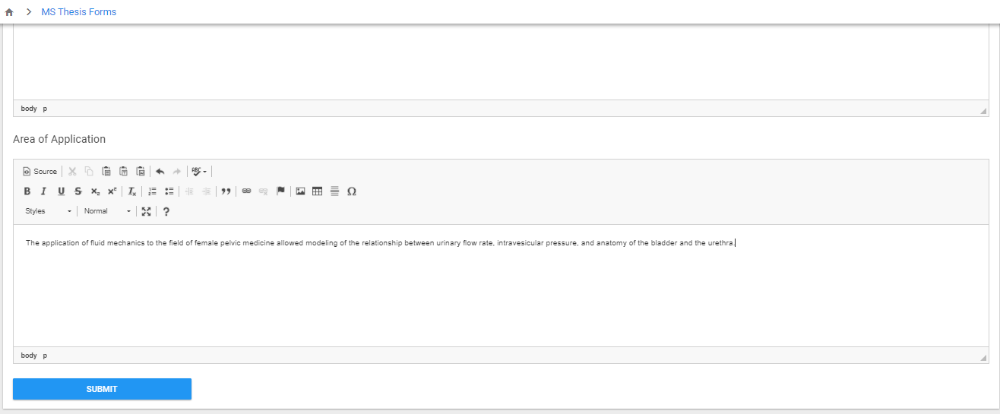 MS Thesis Forms
body p
Area of Application
Source ABC
B I U S x₂ x² Tx Ω
Styles Normal ?
The application of fluid mechanics to the field of female pelvic medicine allowed modeling of the relationship between urinary flow rate, intravesicular pressure, and anatomy of the bladder and the urethra.
body p
SUBMIT